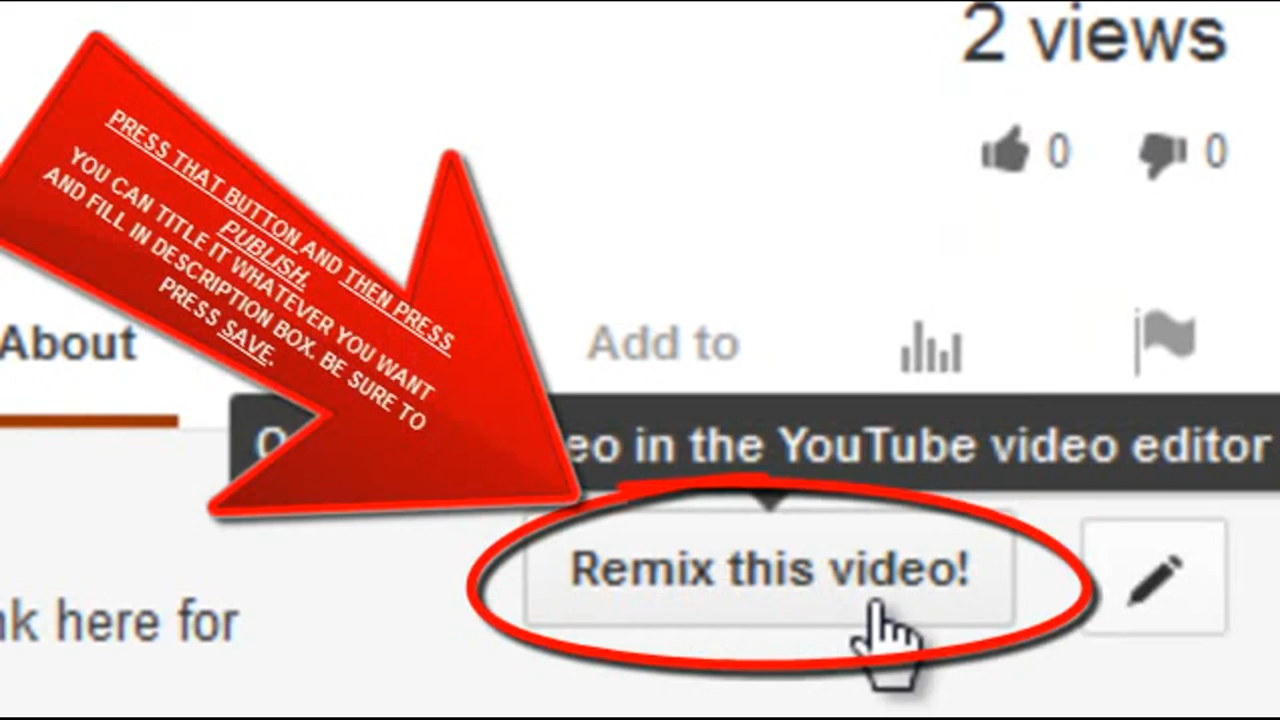 2 views
0 0
PRESS THAT BUTTON AND THEN PRESS
PUBLISH.
YOU CAN TITLE IT WHATEVER YOU WANT
AND FILL IN DESCRIPTION BOX. BE SURE TO
PRESS SAVE.
About Add to
eo in the YouTube video editor
Remix this video!
nk here for